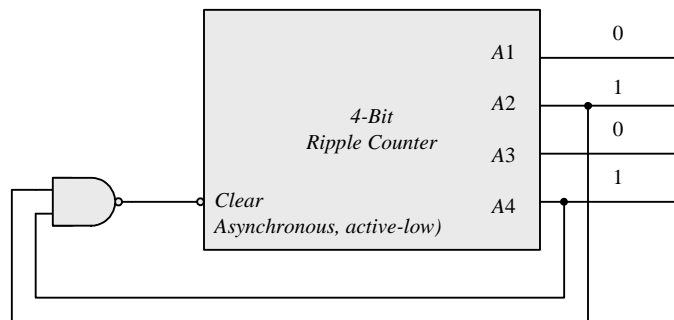 A1
0
A2
1
A3
0
A4
1
4-Bit
Ripple Counter
Clear
Asynchronous, active-low)